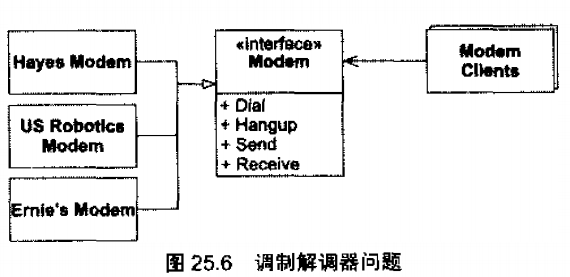 Hayes Modem
US Robotics
Modem
Ernie's Modem
«interface»
Modem
+ Dial
+ Hangup
+ Send
+ Receive
Modem
Clients
图 25.6 调制解调器问题